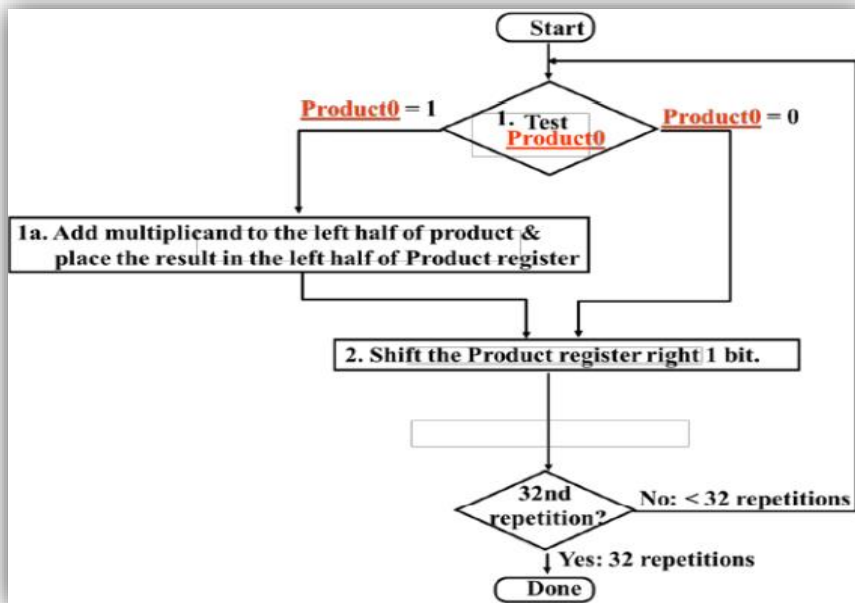 Start
Product0 = 1
1. Test
Product0
Product0 = 0
1a. Add multiplicand to the left half of product &
place the result in the left half of Product register
2. Shift the Product register right 1 bit.
32nd
repetition?
No: < 32 repetitions
Yes: 32 repetitions
Done